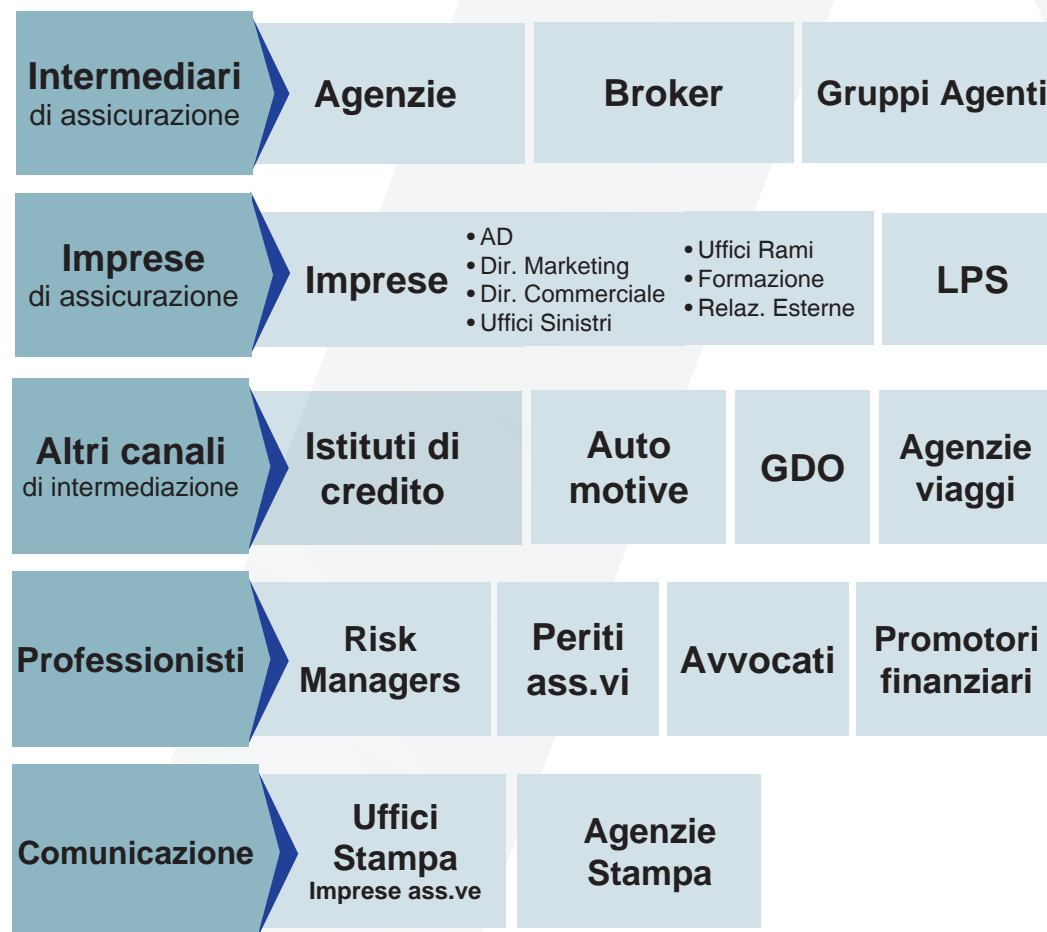 Intermediari
di assicurazione
Agenzie
Broker
Gruppi Agenti
Imprese
di assicurazione
Imprese
• AD
• Dir. Marketing
• Dir. Commerciale
• Uffici Sinistri
• Uffici Rami
• Formazione
• Relaz. Esterne
LPS
Altri canali
di intermediazione
Istituti di
credito
Auto
motive
GDO
Agenzie
viaggi
Professionisti
Risk
Managers
Periti
ass.vi
Avvocati
Promotori
finanziari
Comunicazione
Uffici
Stampa
Imprese ass.ve
Agenzie
Stampa